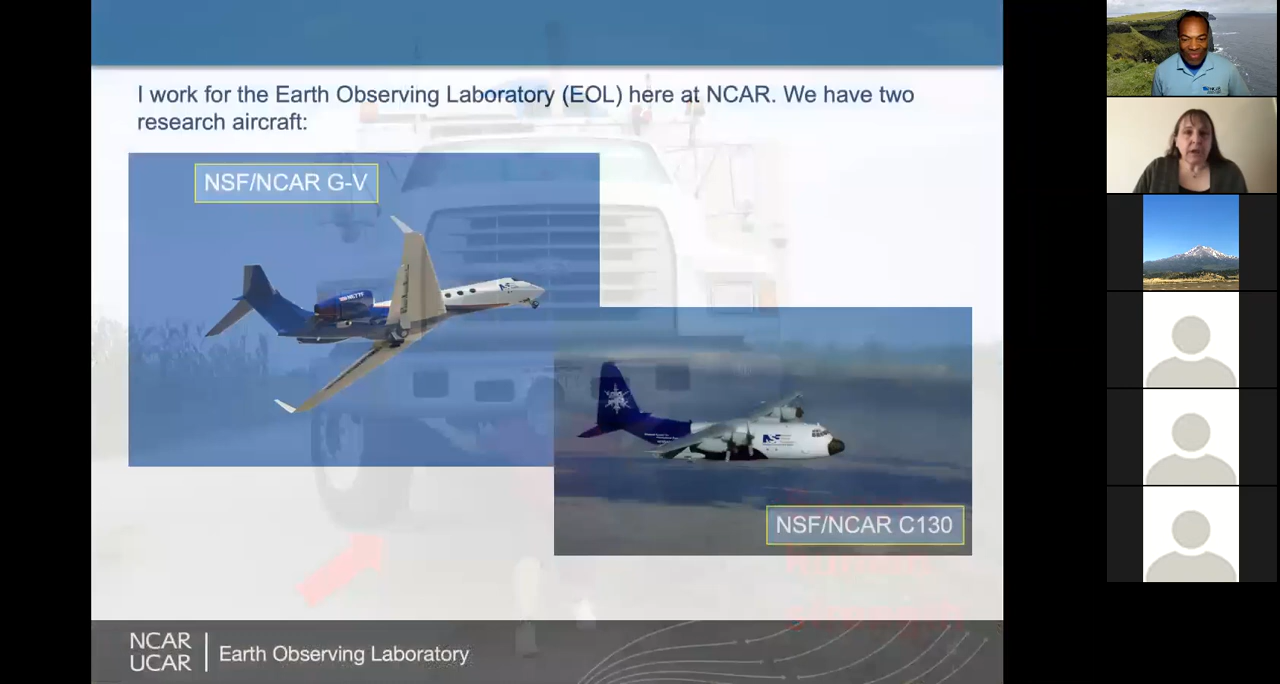 I work for the Earth Observing Laboratory (EOL) here at NCAR. We have two
research aircraft:
NSF/NCAR G-V
NSF/NCAR C130
NCAR
UCAR
Earth Observing Laboratory